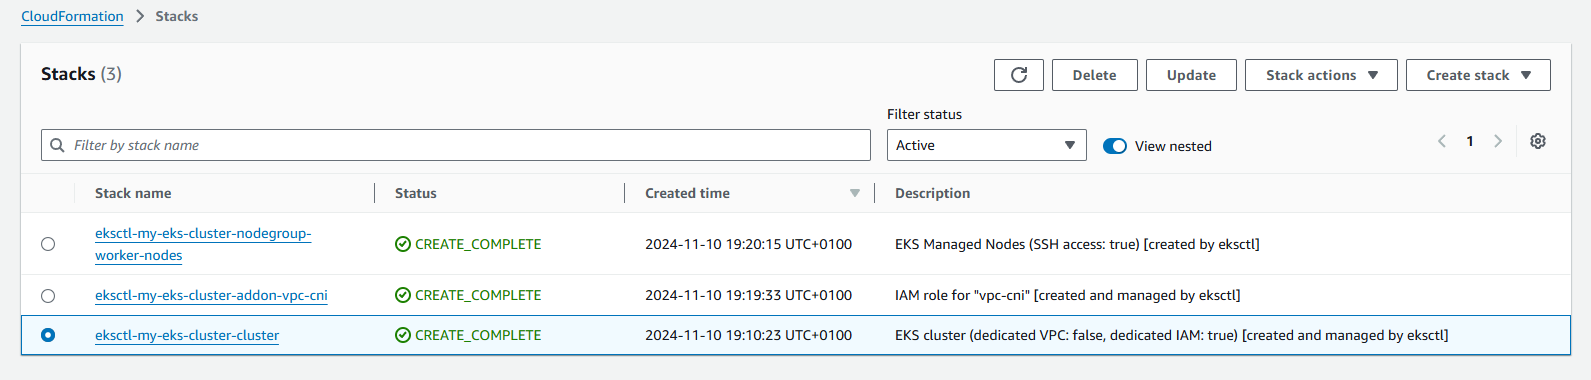 CloudFormation > Stacks
Stacks (3)
Delete
Update
Stack actions
Create stack
Filter by stack name
Filter status
Active
View nested
1
Stack name Status Created time Description
eksctl-my-eks-cluster-nodegroup-
worker-nodes
CREATE_COMPLETE 2024-11-10 19:20:15 UTC+0100 EKS Managed Nodes (SSH access: true) [created by eksctl]
eksctl-my-eks-cluster-addon-vpc-cni CREATE_COMPLETE 2024-11-10 19:19:33 UTC+0100 IAM role for "vpc-cni" [created and managed by eksctl]
eksctl-my-eks-cluster-cluster CREATE_COMPLETE 2024-11-10 19:10:23 UTC+0100 EKS cluster (dedicated VPC: false, dedicated IAM: true) [created and managed by eksctl]